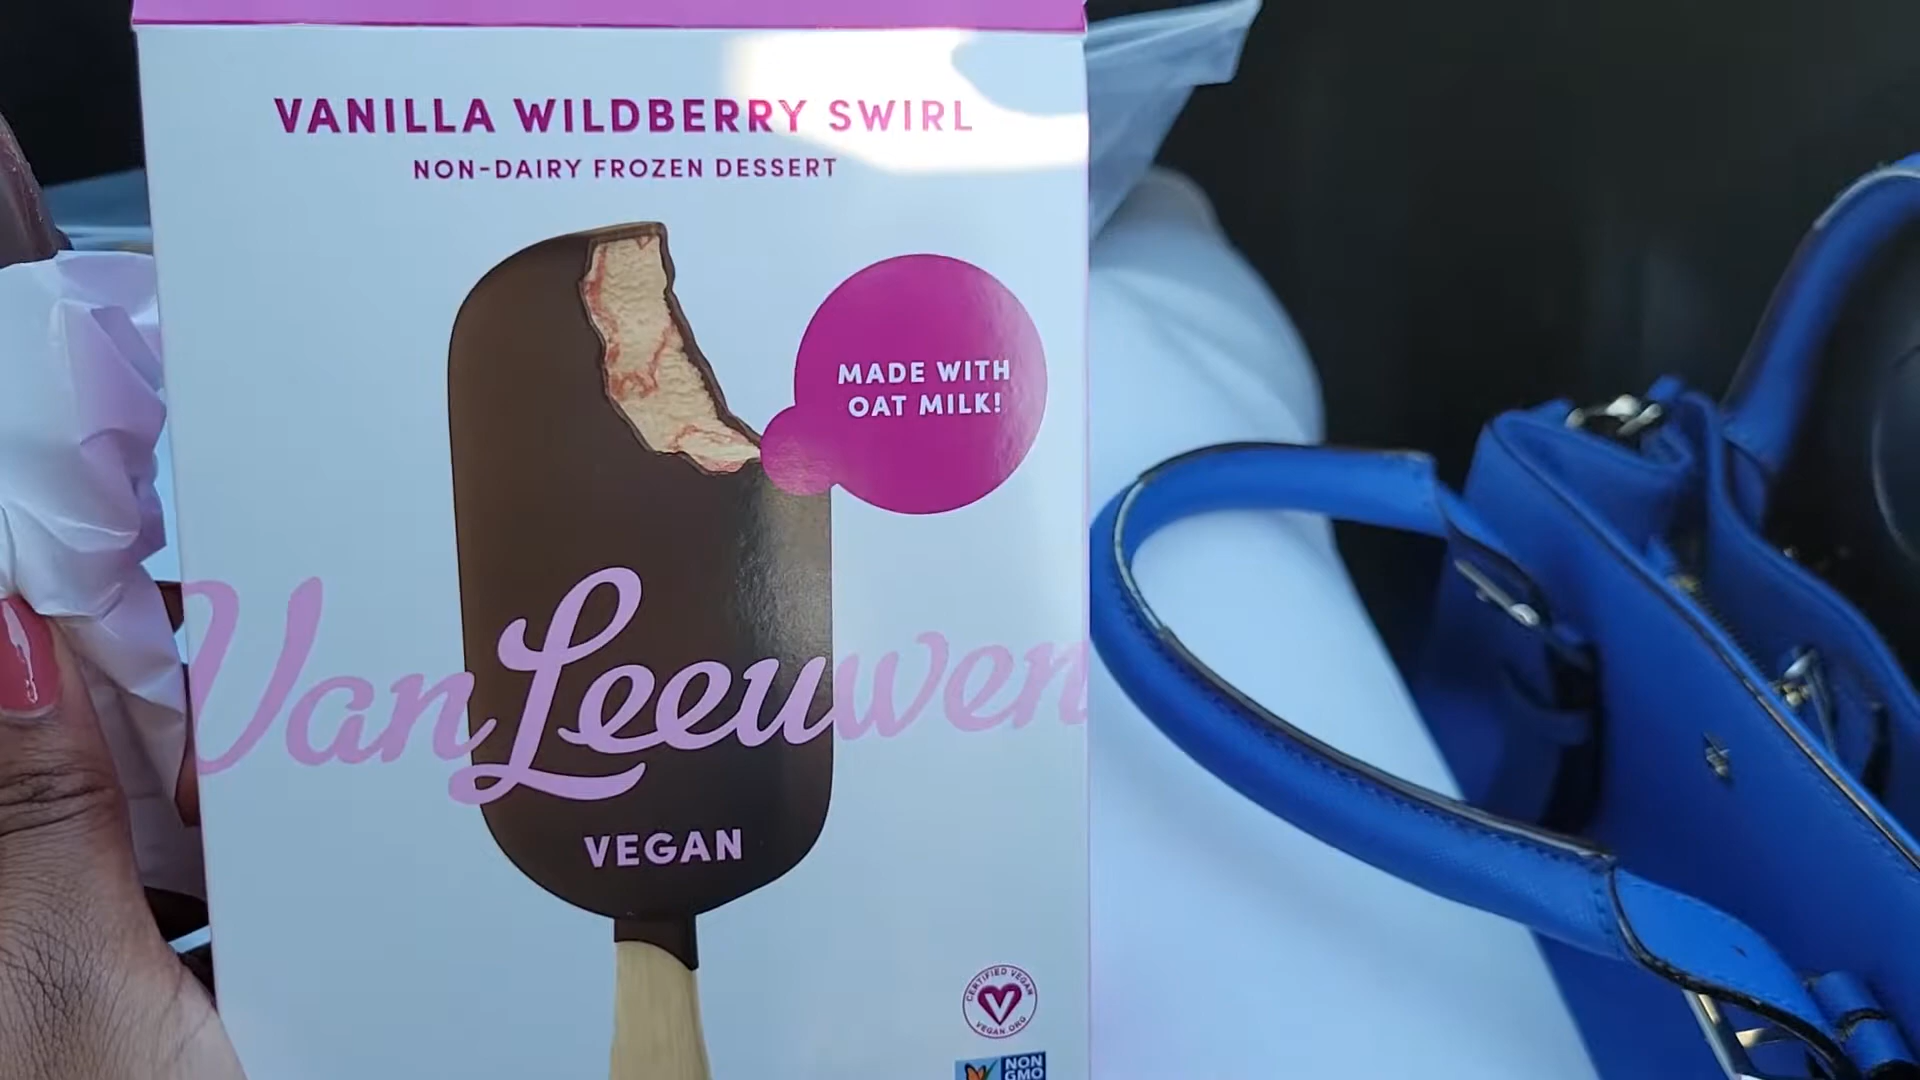 VANILLA WILDBERRY SWIRL
NON-DAIRY FROZEN DESSERT
MADE WITH
OAT MILK!
Van Leeuwen
VEGAN
CERTIFIED VEGAN
VEGAN.ORG
NON
GMO